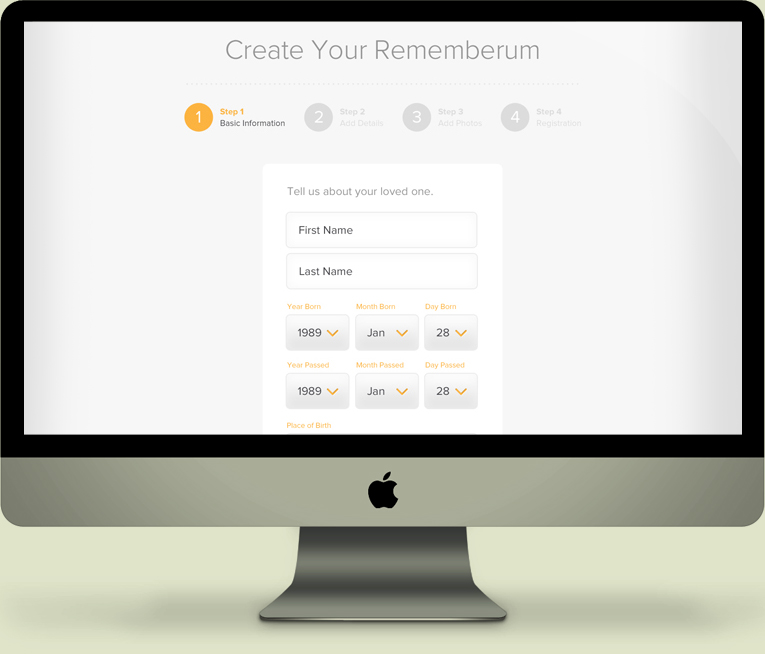 Create Your Rememberum
1 Step 1
Basic Information
2 Step 2
Add Details
3 Step 3
Add Photos
4 Step 4
Registration
Tell us about your loved one.
First Name
Last Name
Year Born Month Born Day Born
1989 Jan 28
Year Passed Month Passed Day Passed
1989 Jan 28
Place of Birth